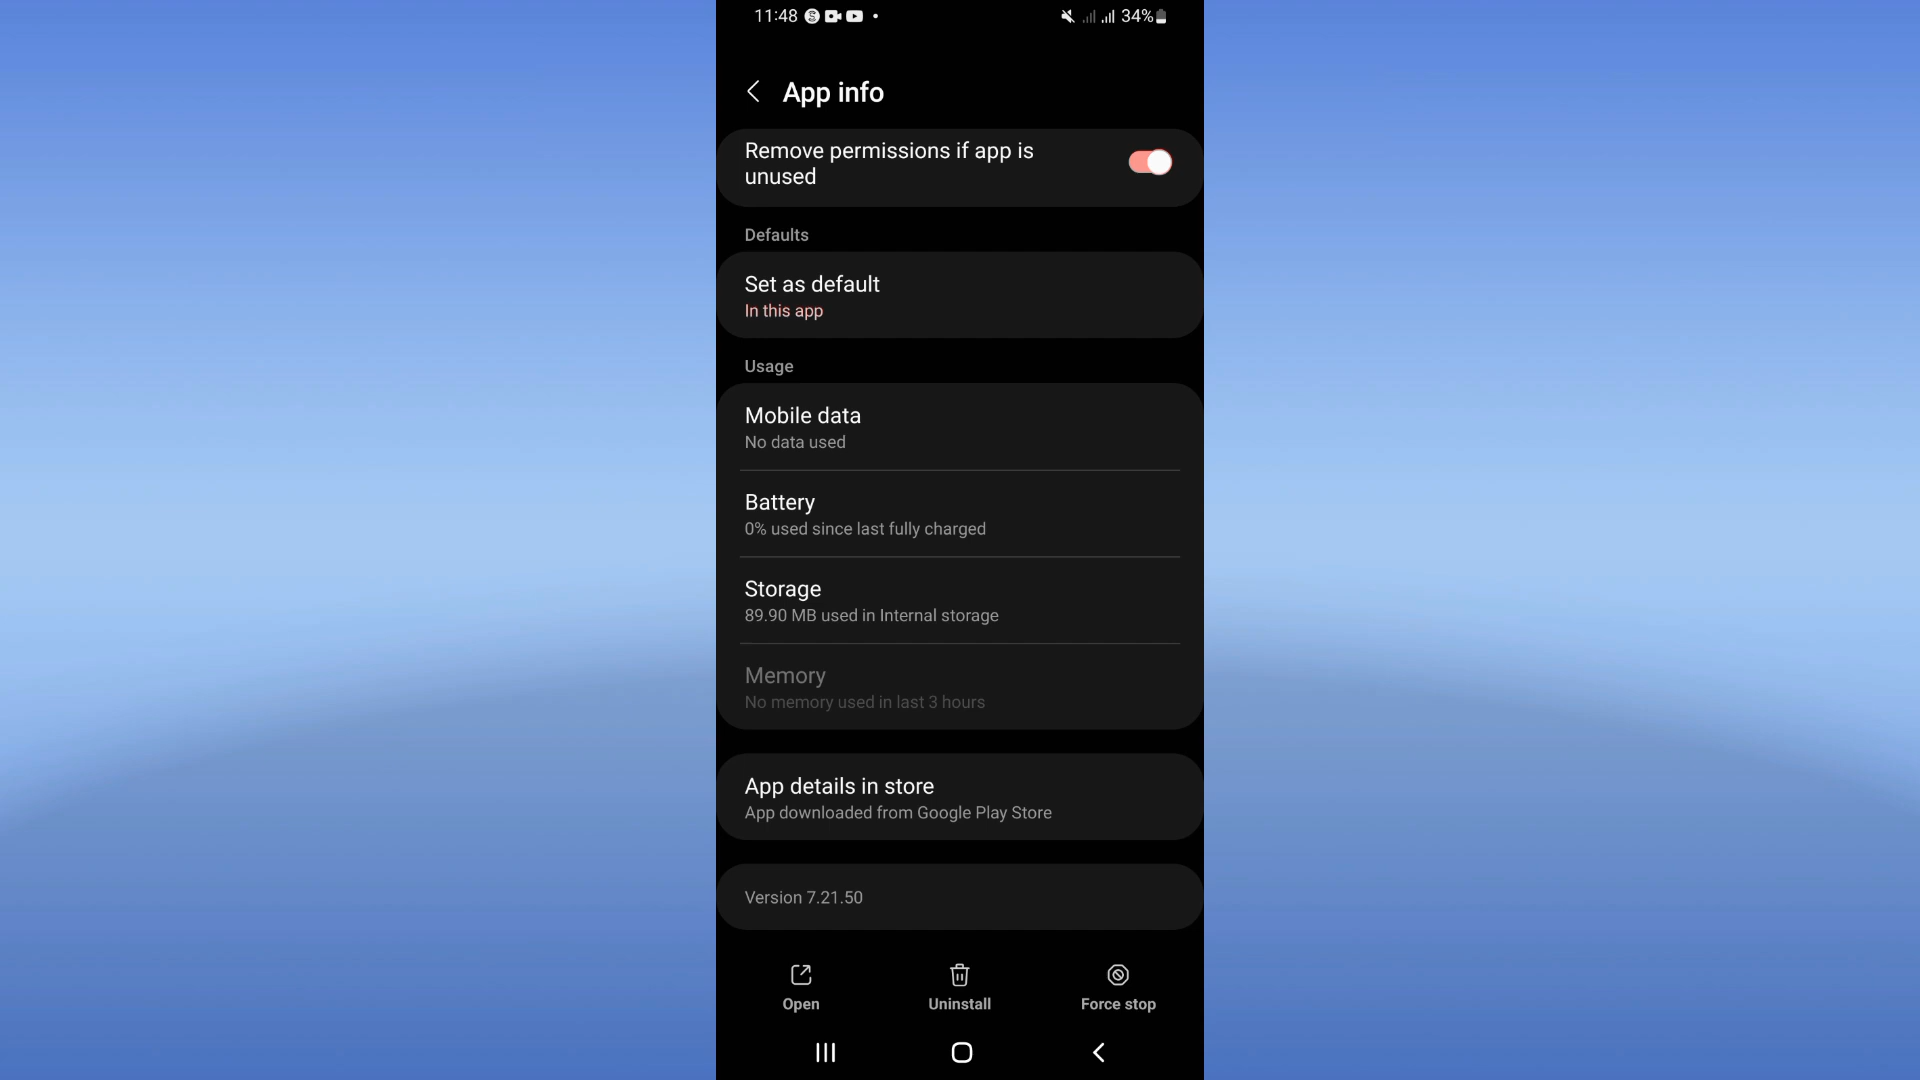 11:48
34%
App info
Remove permissions if app is
unused
Defaults
Set as default
In this app
Usage
Mobile data
No data used
Battery
0% used since last fully charged
Storage
89.90 MB used in Internal storage
Memory
No memory used in last 3 hours
App details in store
App downloaded from Google Play Store
Version 7.21.50
Open
Uninstall
Force stop